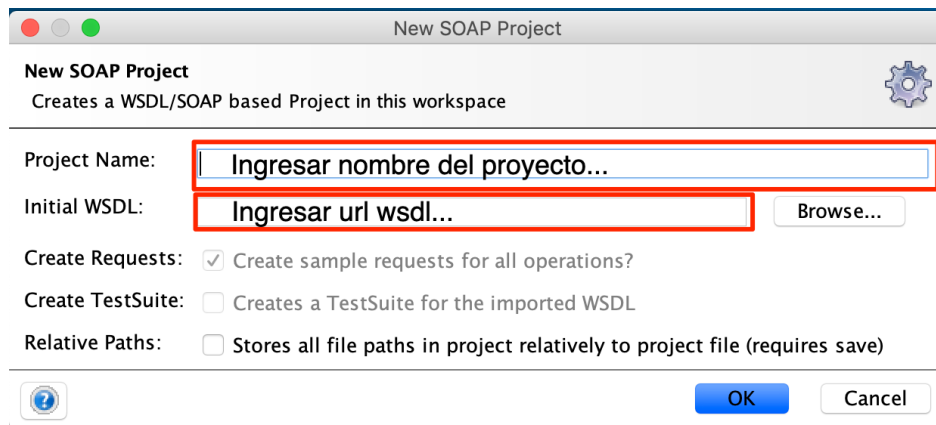 New SOAP Project
New SOAP Project
Creates a WSDL/SOAP based Project in this workspace
Project Name: Ingresar nombre del proyecto...
Initial WSDL: Ingresar url wsdl... Browse...
Create Requests: Create sample requests for all operations?
Create TestSuite: Creates a TestSuite for the imported WSDL
Relative Paths: Stores all file paths in project relatively to project file (requires save)
? OK Cancel